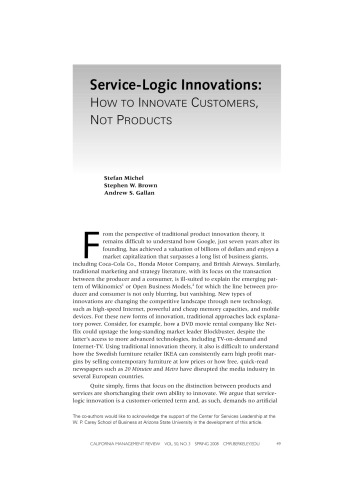 Service-Logic Innovations:
HOW TO INNOVATE CUSTOMERS,
NOT PRODUCTS
Stefan Michel
Stephen W. Brown
Andrew S. Gallan
From the perspective of traditional product innovation theory, it
remains difficult to understand how Google, just seven years after its
founding, has achieved a valuation of billions of dollars and enjoys a
market capitalization that surpasses a long list of business giants,
including Coca-Cola Co., Honda Motor Company, and British Airways. Similarly,
traditional marketing and strategy literature, with its focus on the transaction
between the producer and a consumer, is ill-suited to explain the emerging pat-
tern of Wikinomics¹ or Open Business Models,² for which the line between pro-
ducer and consumer is not only blurring, but vanishing. New types of
innovations are changing the competitive landscape through new technology,
such as high-speed Internet, powerful and cheap memory capacities, and mobile
devices. For these new forms of innovation, traditional approaches lack explana-
tory power. Consider, for example, how a DVD movie rental company like Net-
flix could upstage the long-standing market leader Blockbuster, despite the
latter's access to more advanced technologies, including TV-on-demand and
Internet-TV. Using traditional innovation theory, it also is difficult to understand
how the Swedish furniture retailer IKEA can consistently earn high profit mar-
gins by selling contemporary furniture at low prices or how free, quick-read
newspapers such as 20 Minuten and Metro have disrupted the media industry in
several European countries.
Quite simply, firms that focus on the distinction between products and
services are shortchanging their own ability to innovate. We argue that service-
logic innovation is a customer-oriented term and, as such, demands no artificial
The co-authors would like to acknowledge the support of the Center for Services Leadership at the
W. P. Carey School of Business at Arizona State University in the development of this article.
CALIFORNIA MANAGEMENT REVIEW VOL. 50, NO. 3 SPRING 2008 CMR.BERKELEY.EDU 49